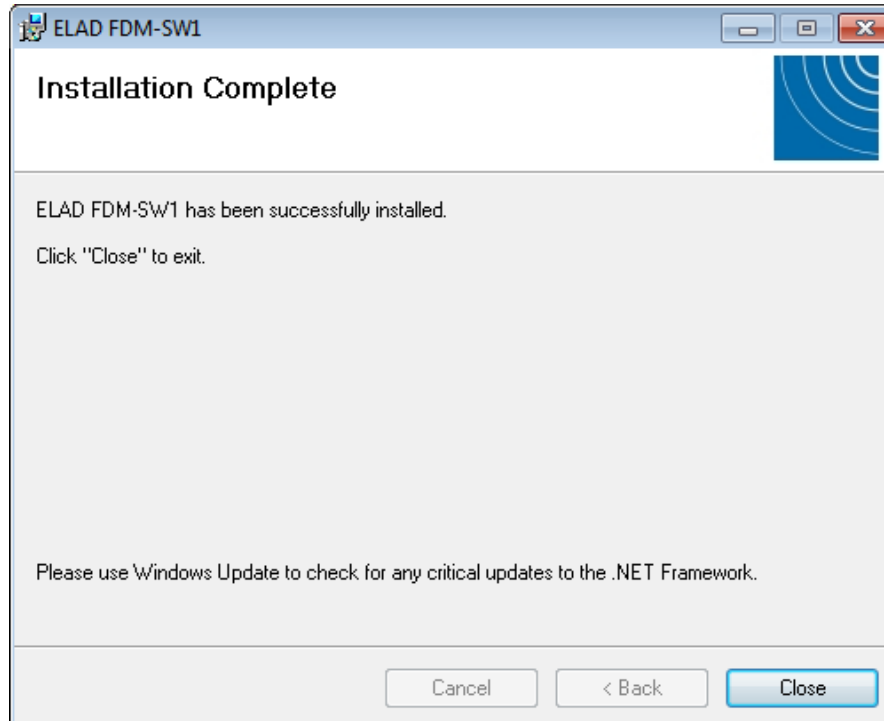 ELAD FDM-SW1
Installation Complete
ELAD FDM-SW1 has been successfully installed.
Click "Close" to exit.
Please use Windows Update to check for any critical updates to the .NET Framework.
Cancel < Back Close